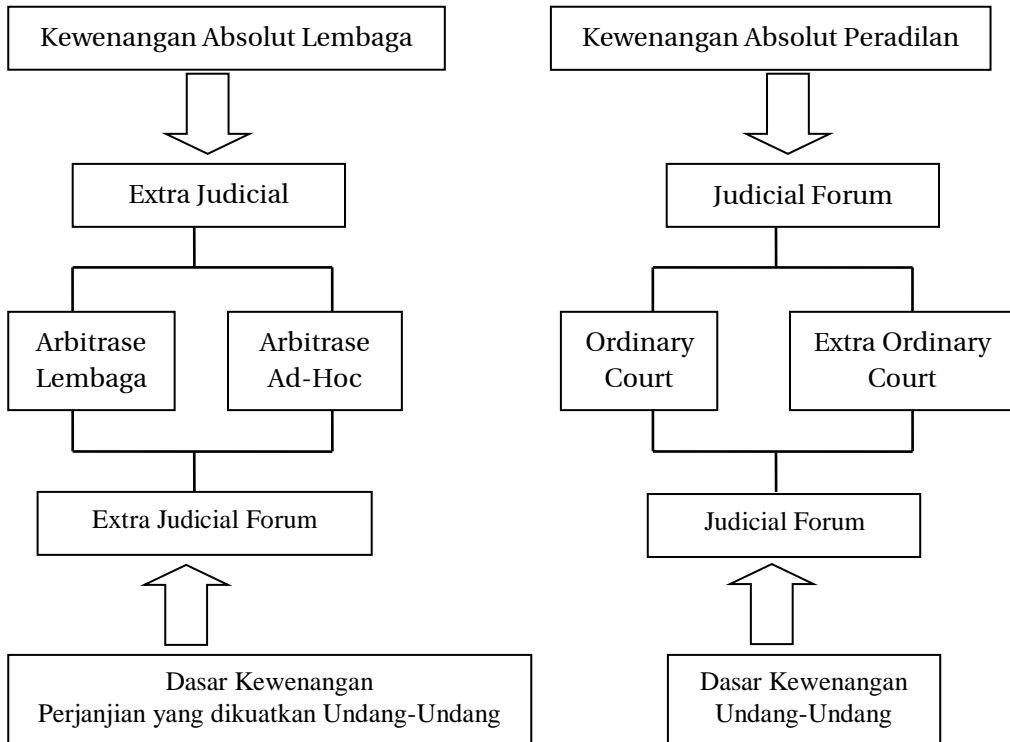 Kewenangan Absolut Lembaga
Extra Judicial
Arbitrase
Lembaga
Arbitrase
Ad-Hoc
Extra Judicial Forum
Dasar Kewenangan
Perjanjian yang dikuatkan Undang-Undang
Kewenangan Absolut Peradilan
Judicial Forum
Ordinary
Court
Extra Ordinary
Court
Judicial Forum
Dasar Kewenangan
Undang-Undang